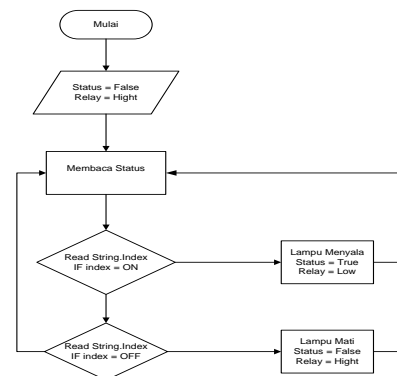 Mulai
Status = False
Relay = Hight
Membaca Status
Read String.Index
IF index = ON
Lampu Menyala
Status = True
Relay = Low
Read String.Index
IF index = OFF
Lampu Mati
Status = False
Relay = Hight